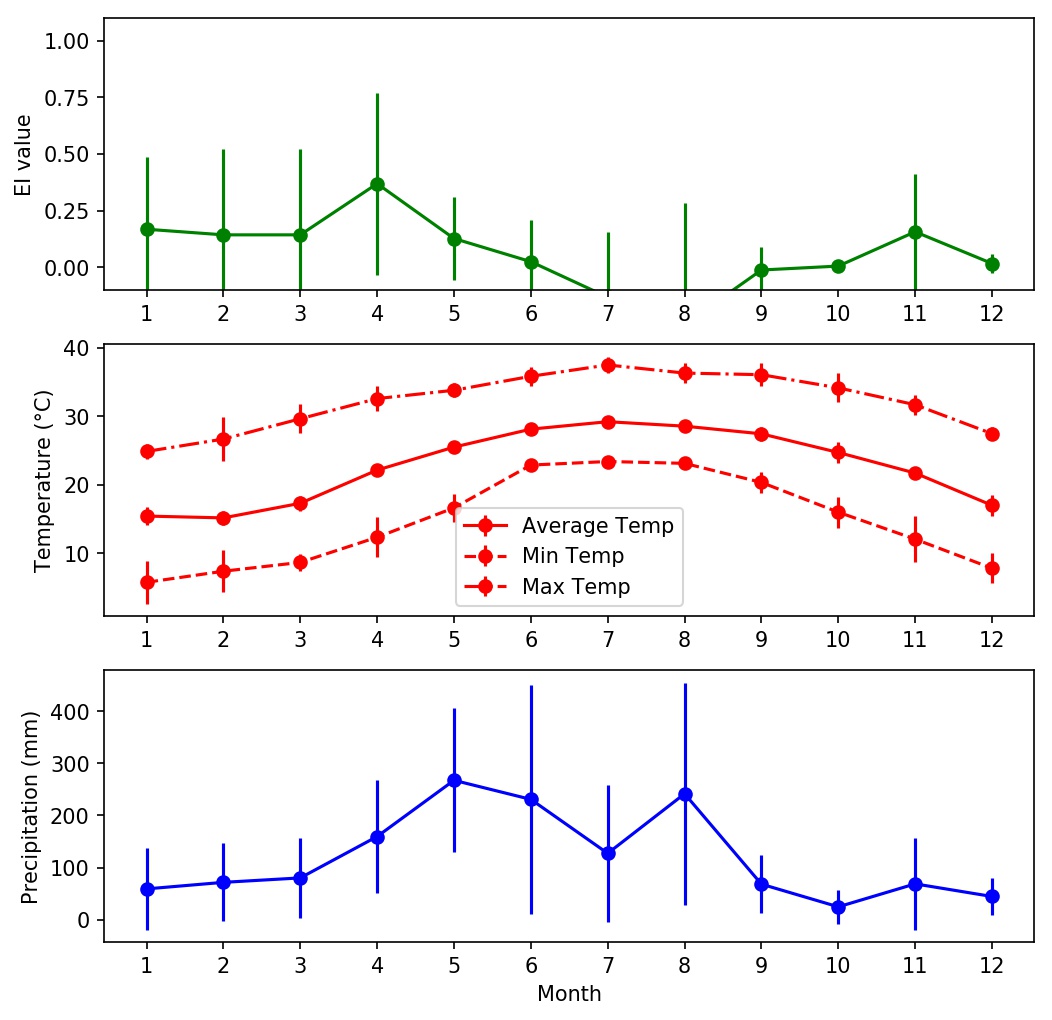 EI value
1.00
0.75
0.50
0.25
0.00
1 2 3 4 5 6 7 8 9 10 11 12
Temperature (°C)
40
30
20
10
Average Temp
Min Temp
Max Temp
1 2 3 4 5 6 7 8 9 10 11 12
Precipitation (mm)
400
300
200
100
0
1 2 3 4 5 6 7 8 9 10 11 12
Month